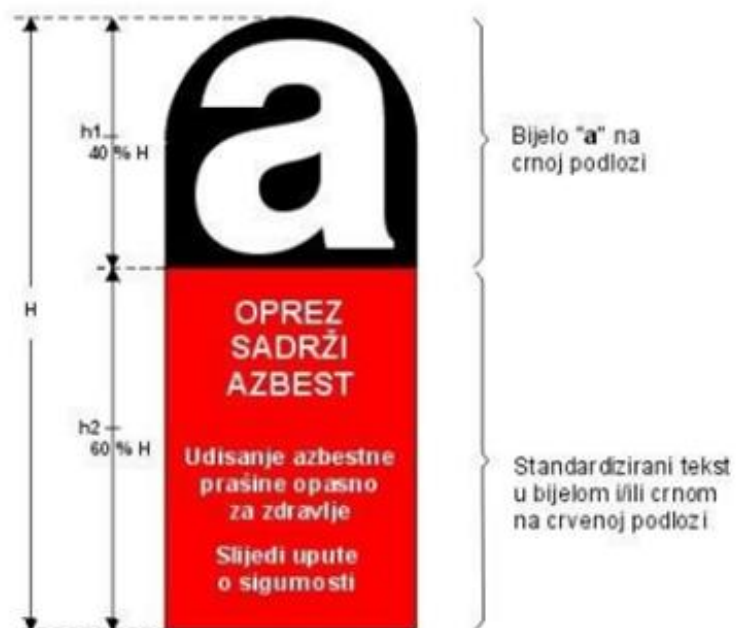 a
h1
40 % H
Bijelo "a" na
crnoj podlozi
H
OPREZ
SADRŽI
AZBEST
h2
60 % H
Udisanje azbestne
prašine opasno
za zdravlje
Slijedi upute
o sigurnosti
Standardizirani tekst
u bijelom i/ili crnom
na crvenoj podlozi